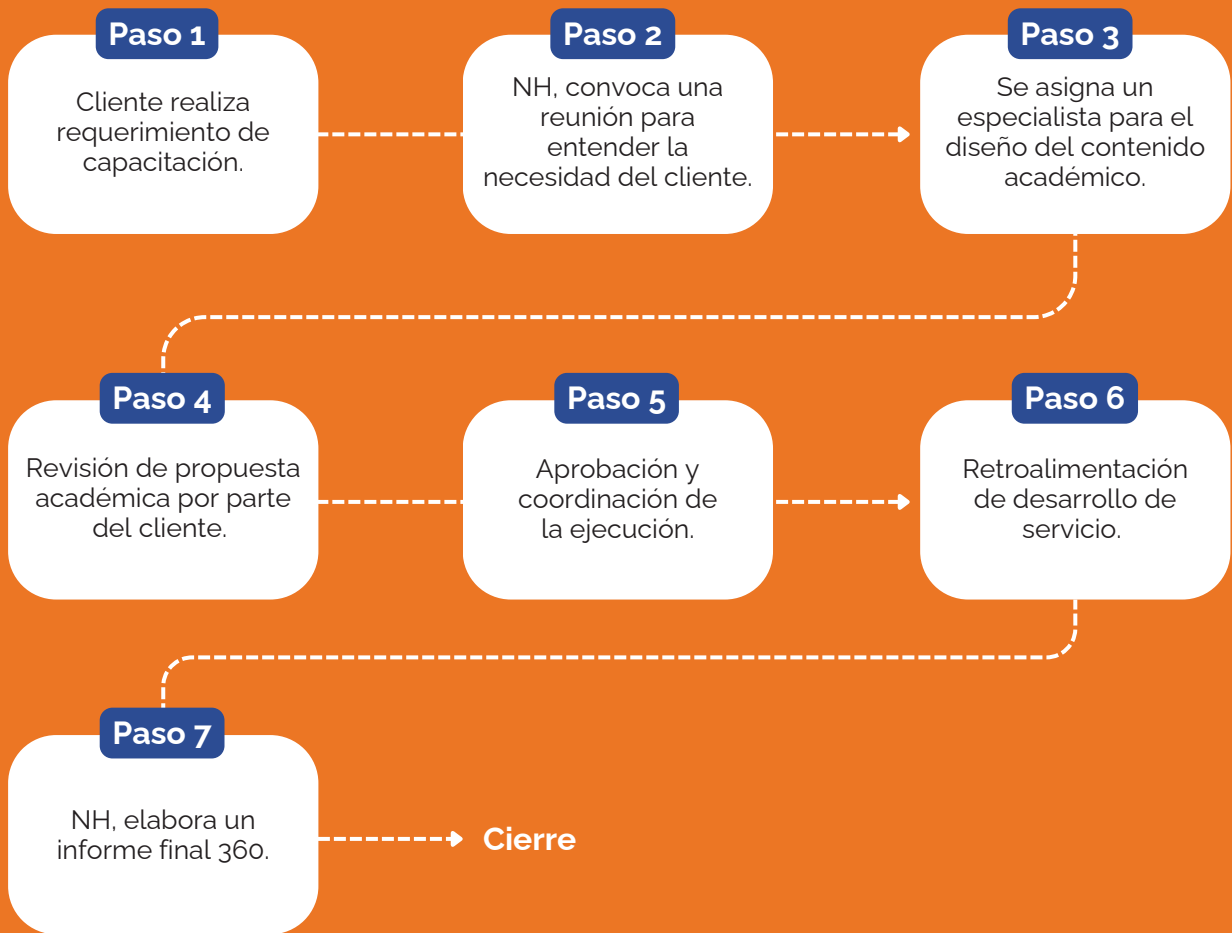 Paso 1
Cliente realiza
requerimiento de
capacitación.
Paso 2
NH, convoca una
reunión para
entender la
necesidad del cliente.
Paso 3
Se asigna un
especialista para el
diseño del contenido
académico.
Paso 4
Revisión de propuesta
académica por parte
del cliente.
Paso 5
Aprobación y
coordinación de
la ejecución.
Paso 6
Retroalimentación
de desarrollo de
servicio.
Paso 7
NH, elabora un
informe final 360.
Cierre